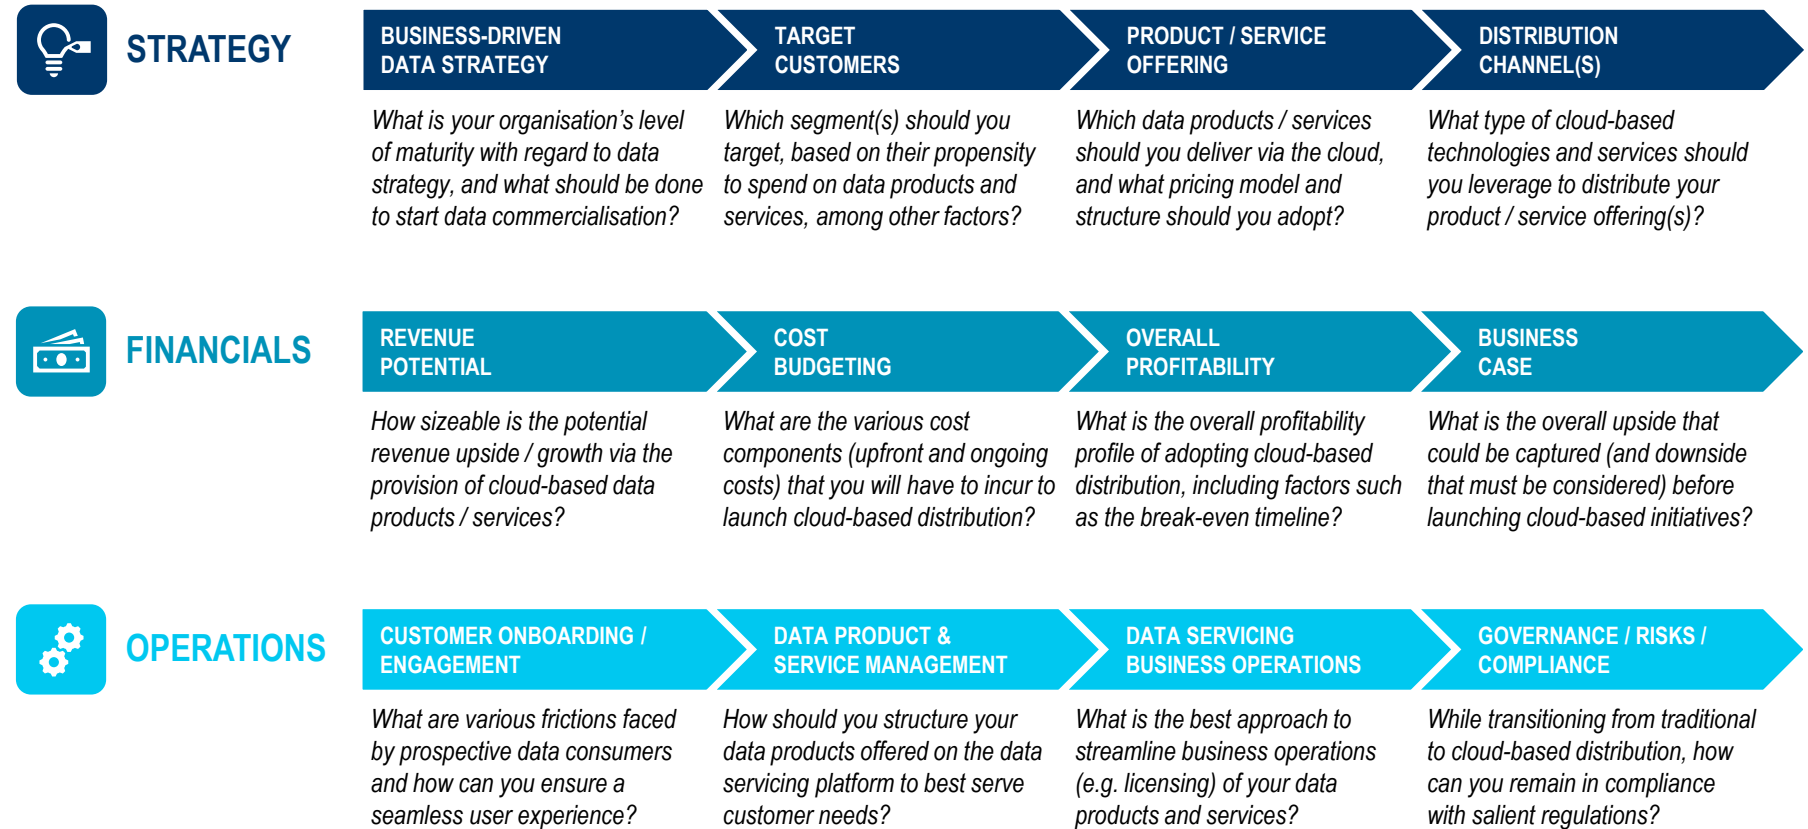 STRATEGY
BUSINESS-DRIVEN
DATA STRATEGY
What is your organisation's level
of maturity with regard to data
strategy, and what should be done
to start data commercialisation?
TARGET
CUSTOMERS
Which segment(s) should you
target, based on their propensity
to spend on data products and
services, among other factors?
PRODUCT / SERVICE
OFFERING
Which data products / services
should you deliver via the cloud,
and what pricing model and
structure should you adopt?
DISTRIBUTION
CHANNEL(S)
What type of cloud-based
technologies and services should
you leverage to distribute your
product / service offering(s)?
FINANCIALS
REVENUE
POTENTIAL
How sizeable is the potential
revenue upside / growth via the
provision of cloud-based data
products / services?
COST
BUDGETING
What are the various cost
components (upfront and ongoing
costs) that you will have to incur to
launch cloud-based distribution?
OVERALL
PROFITABILITY
What is the overall profitability
profile of adopting cloud-based
distribution, including factors such
as the break-even timeline?
BUSINESS
CASE
What is the overall upside that
could be captured (and downside
that must be considered) before
launching cloud-based initiatives?
OPERATIONS
CUSTOMER ONBOARDING /
ENGAGEMENT
What are various frictions faced
by prospective data consumers
and how can you ensure a
seamless user experience?
DATA PRODUCT &
SERVICE MANAGEMENT
How should you structure your
data products offered on the data
servicing platform to best serve
customer needs?
DATA SERVICING
BUSINESS OPERATIONS
What is the best approach to
streamline business operations
(e.g. licensing) of your data
products and services?
GOVERNANCE / RISKS /
COMPLIANCE
While transitioning from traditional
to cloud-based distribution, how
can you remain in compliance
with salient regulations?